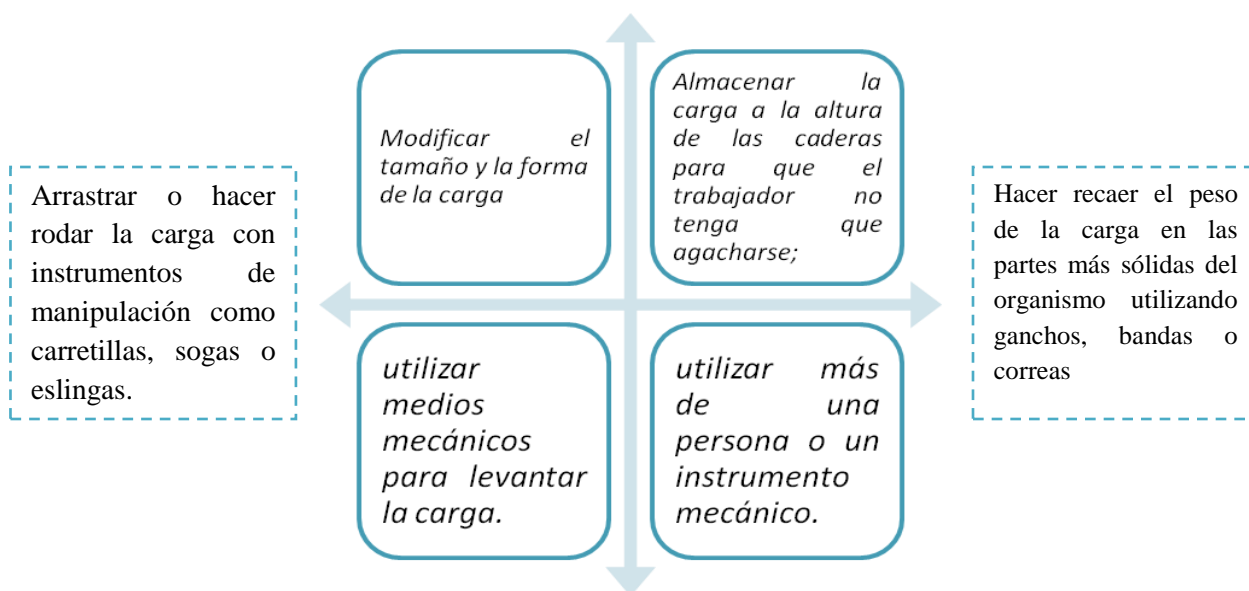 Modificar el
tamaño y la forma
de la carga
Almacenar la
carga a la altura
de las caderas
para que el
trabajador no
tenga que
agacharse;
Arrastrar o hacer
rodar la carga con
instrumentos de
manipulación como
carretillas, sogas o
eslingas.
Hacer recaer el peso
de la carga en las
partes más sólidas del
organismo utilizando
ganchos, bandas o
correas
utilizar
medios
mecánicos
para levantar
la carga.
utilizar más
de una
persona o un
instrumento
mecánico.